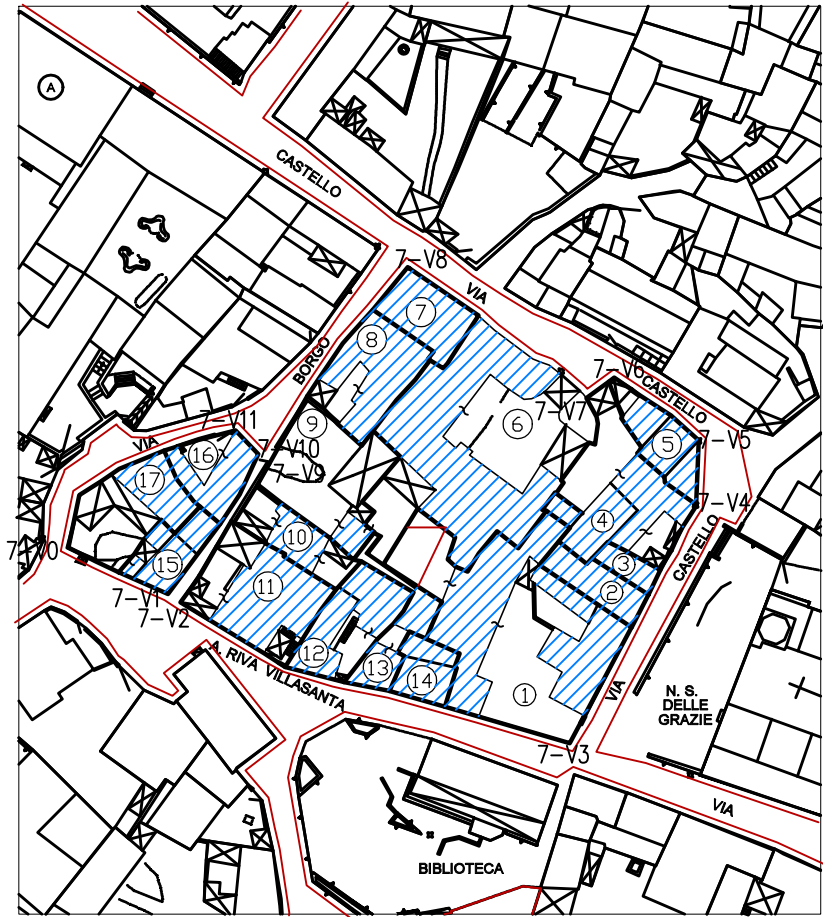 A
CASTELLO
7-V8
VIA
7
8
BORGO
7-V6
CASTELLO
6
7-V7
9
7-V11
7-V5
5
VIA
16
7-V10
7-V9
17
7-V4
4
10
CASTELLO
7-V0
3
15
11
2
7-V1
7-V2
A. RIVA VILLASANTA
12
13
14
1
VIA
N. S.
DELLE
GRAZIE
7-V3
VIA
BIBLIOTECA